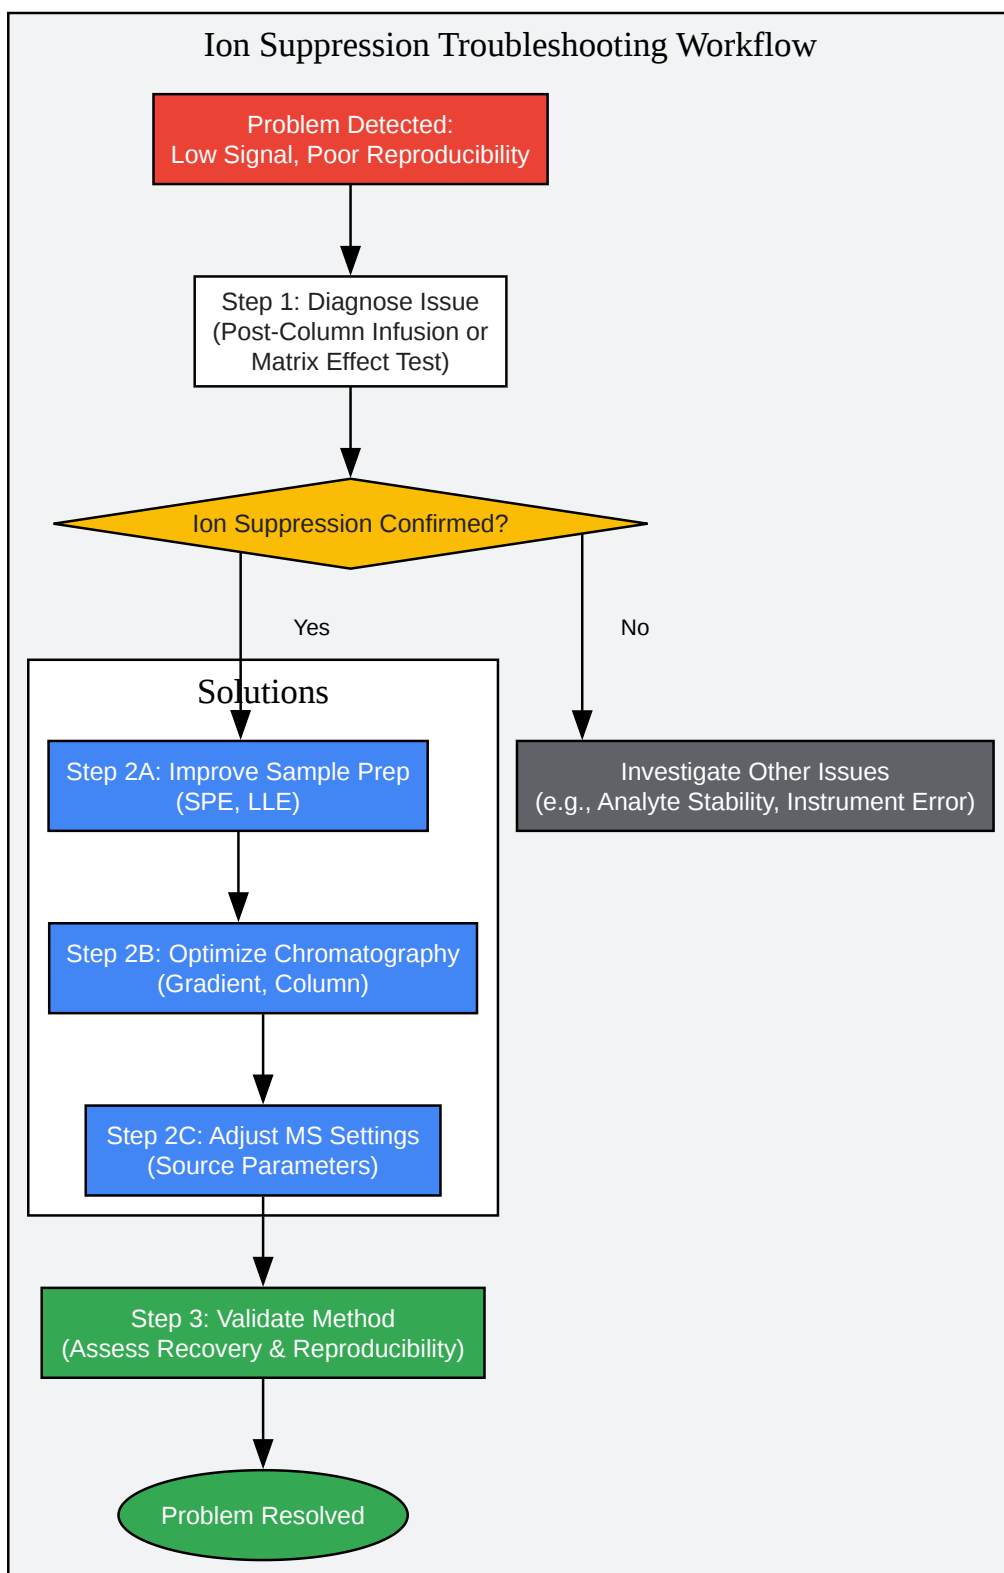 Ion Suppression Troubleshooting Workflow
Problem Detected:
Low Signal, Poor Reproducibility
Step 1: Diagnose Issue
(Post-Column Infusion or
Matrix Effect Test)
Ion Suppression Confirmed?
Yes
No
Solutions
Step 2A: Improve Sample Prep
(SPE, LLE)
Investigate Other Issues
(e.g., Analyte Stability, Instrument Error)
Step 2B: Optimize Chromatography
(Gradient, Column)
Step 2C: Adjust MS Settings
(Source Parameters)
Step 3: Validate Method
(Assess Recovery & Reproducibility)
Problem Resolved